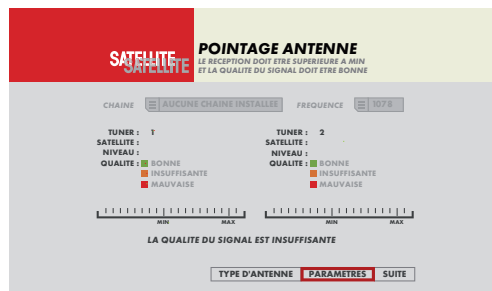 SATELLITE
SATELLITE
POINTAGE ANTENNE
LE RECEPTION DOIT ETRE SUPERIEURE A MIN
ET LA QUALITE DU SIGNAL DOIT ETRE BONNE
CHAINE AUCUNE CHAINE INSTALLEE FREQUENCE 1078
TUNER : 1 TUNER : 2
SATELLITE : SATELLITE :
NIVEAU : NIVEAU :
QUALITE : BONNE QUALITE : BONNE
INSUFFISANTE INSUFFISANTE
MAUVAISE MAUVAISE
MIN MAX MIN MAX
LA QUALITE DU SIGNAL EST INSUFFISANTE
TYPE D'ANTENNE PARAMETRES SUITE